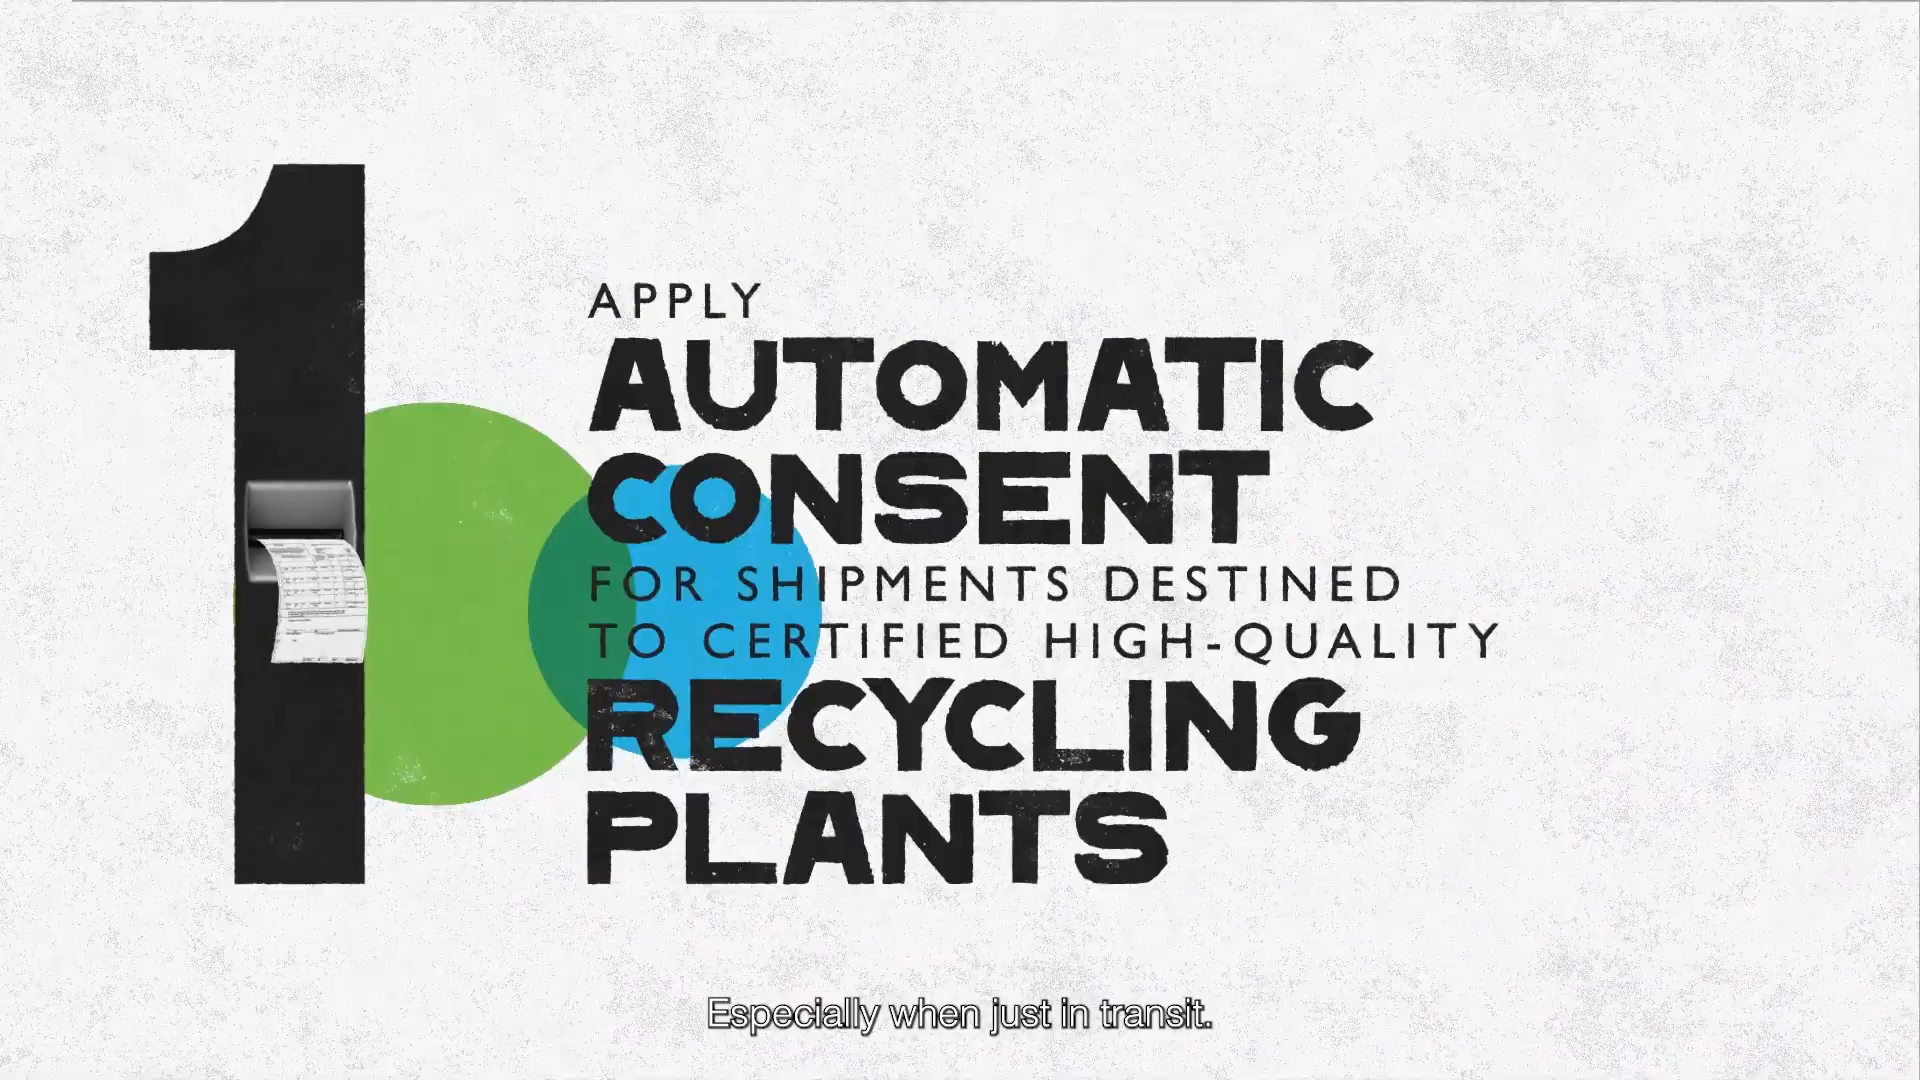 1
APPLY
AUTOMATIC
CONSENT
FOR SHIPMENTS DESTINED
TO CERTIFIED HIGH-QUALITY
RECYCLING
PLANTS
Especially when just in transit.